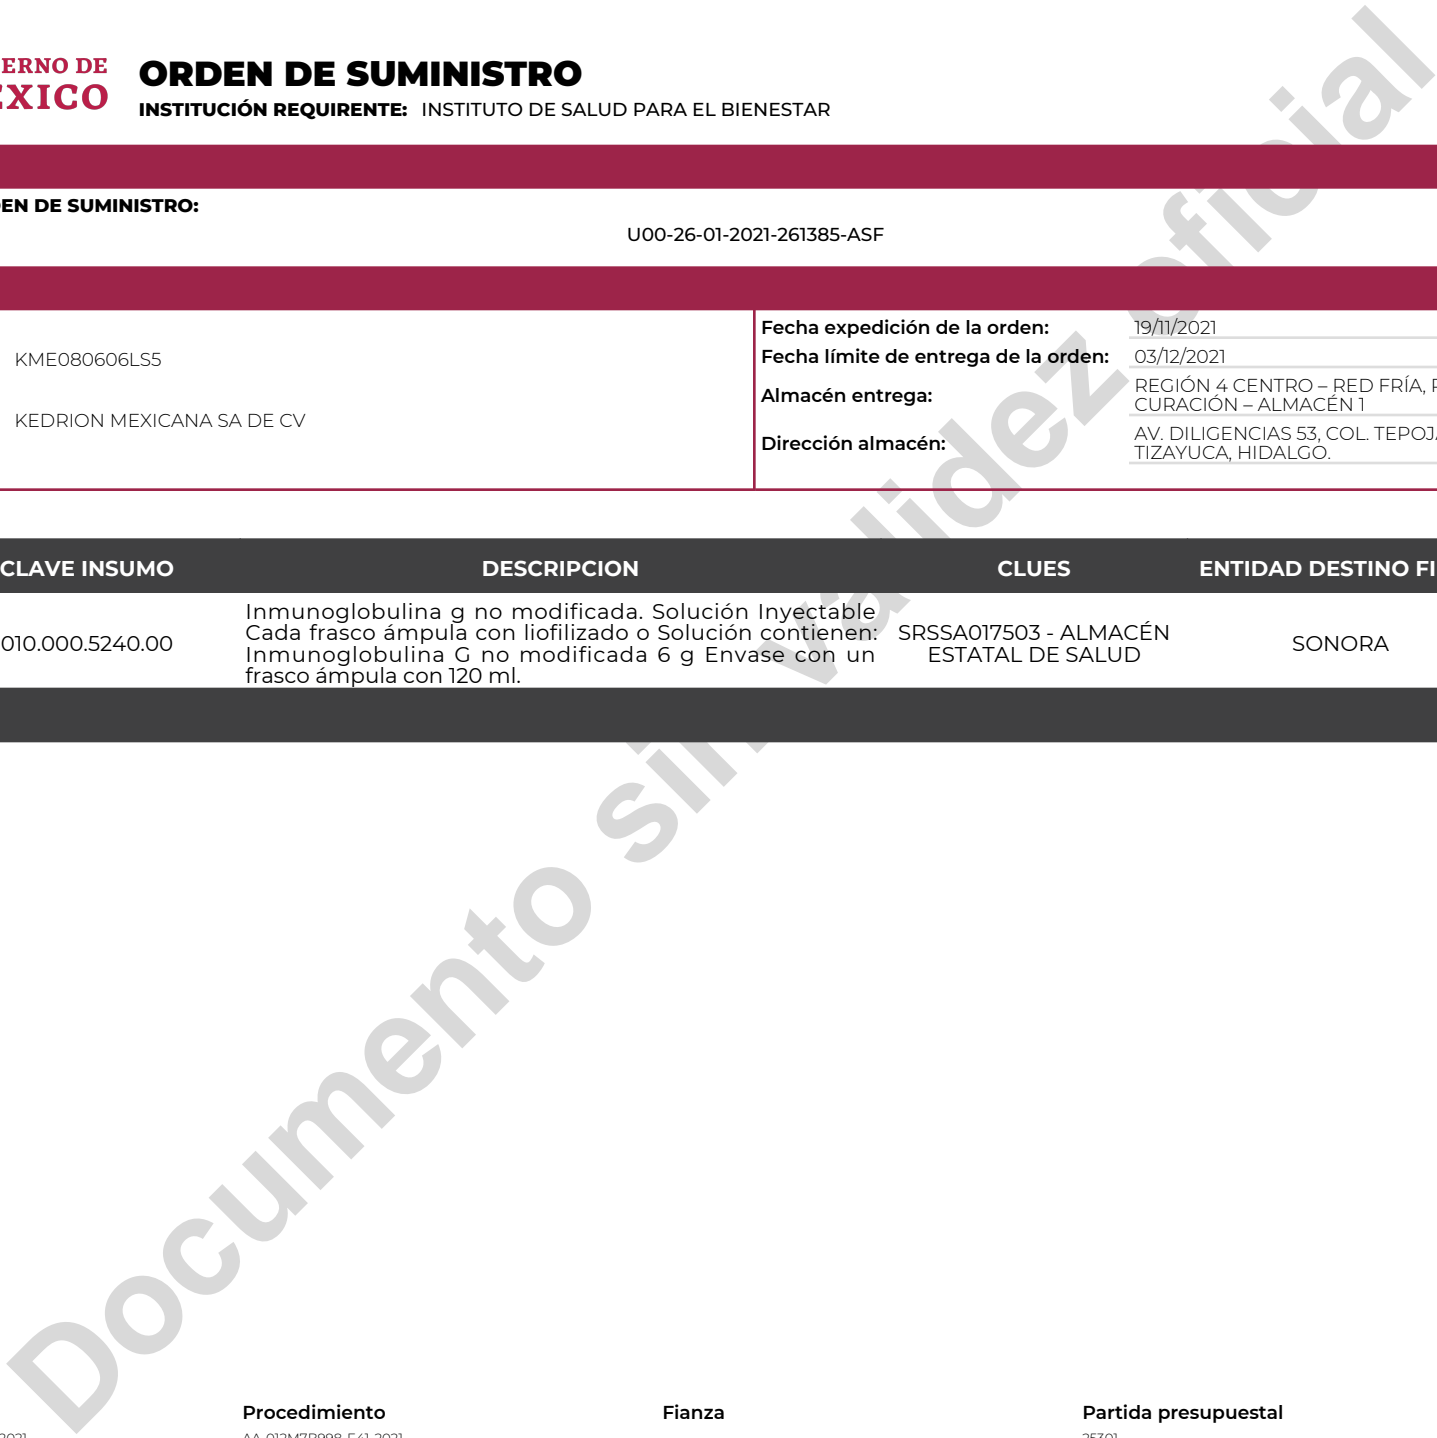 ERNO DE
EXICO
ORDEN DE SUMINISTRO
INSTITUCIÓN REQUIRENTE: INSTITUTO DE SALUD PARA EL BIENESTAR
EN DE SUMINISTRO:
U00-26-01-2021-261385-ASF
KME080606LS5
KEDRION MEXICANA SA DE CV
Fecha expedición de la orden: 19/11/2021
Fecha límite de entrega de la orden: 03/12/2021
Almacén entrega: REGIÓN 4 CENTRO – RED FRÍA,
CURACIÓN – ALMACÉN 1
Dirección almacén: AV. DILIGENCIAS 53, COL. TEPOJ
TIZAYUCA, HIDALGO.
CLAVE INSUMO DESCRIPCION CLUES ENTIDAD DESTINO FI
010.000.5240.00
Inmunoglobulina g no modificada. Solución Inyectable
Cada frasco ámpula con liofilizado o Solución contienen:
Inmunoglobulina G no modificada 6 g Envase con un
frasco ámpula con 120 ml.
SRSSA017503 - ALMACÉN
ESTATAL DE SALUD
SONORA
Documento sin validez oficial
Procedimiento Fianza Partida presupuestal